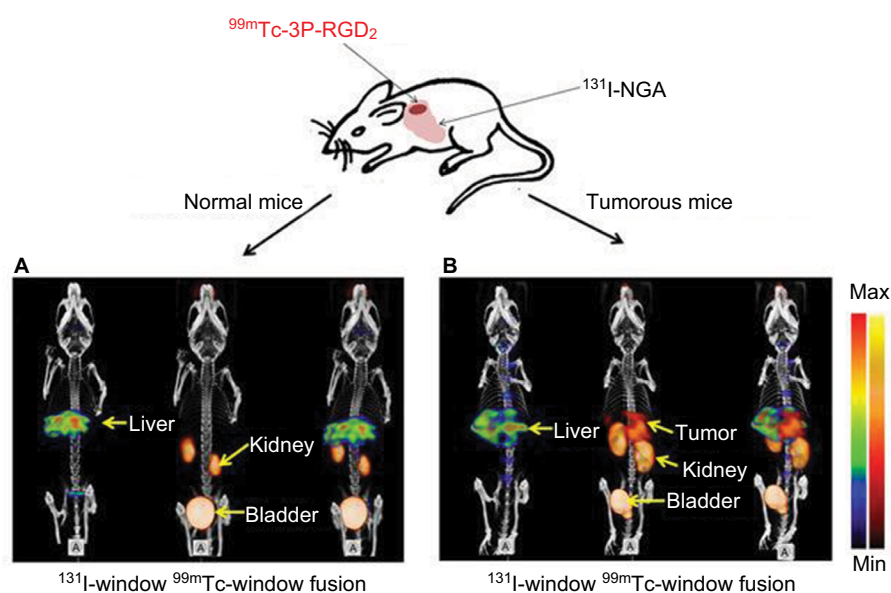 ⁹⁹ᵐTc-3P-RGD₂
¹³¹I-NGA
Normal mice
Tumorous mice
A
Liver
Kidney
Bladder
A
A
A
¹³¹I-window ⁹⁹ᵐTc-window fusion
B
Liver
Tumor
Kidney
Bladder
A
A
A
¹³¹I-window ⁹⁹ᵐTc-window fusion
Max
Min